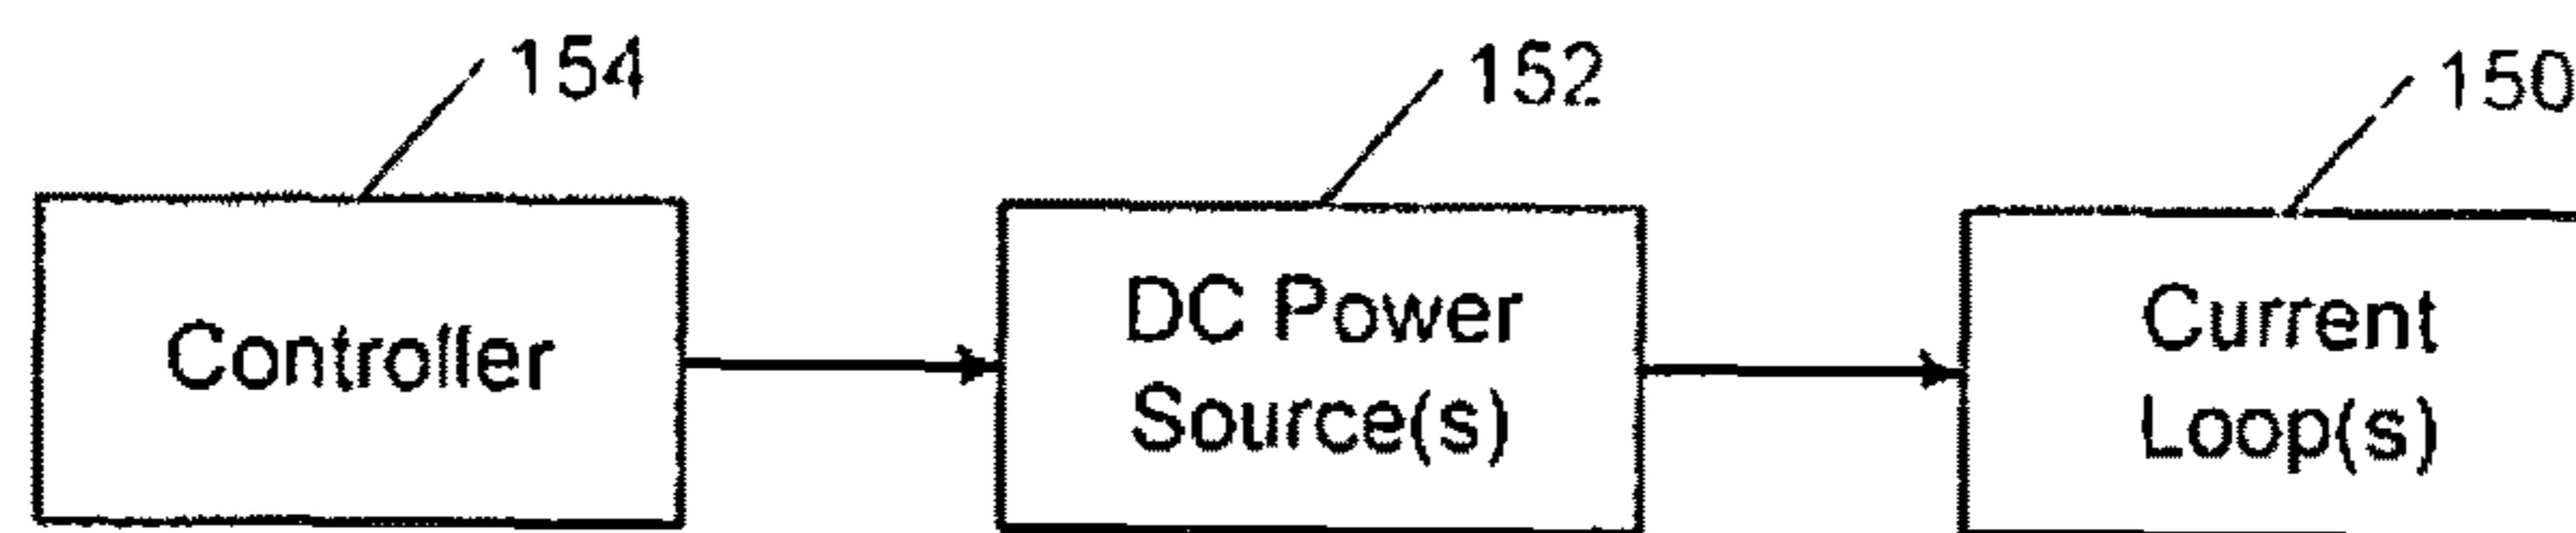 154
152
150
Controller
DC Power
Source(s)
Current
Loop(s)